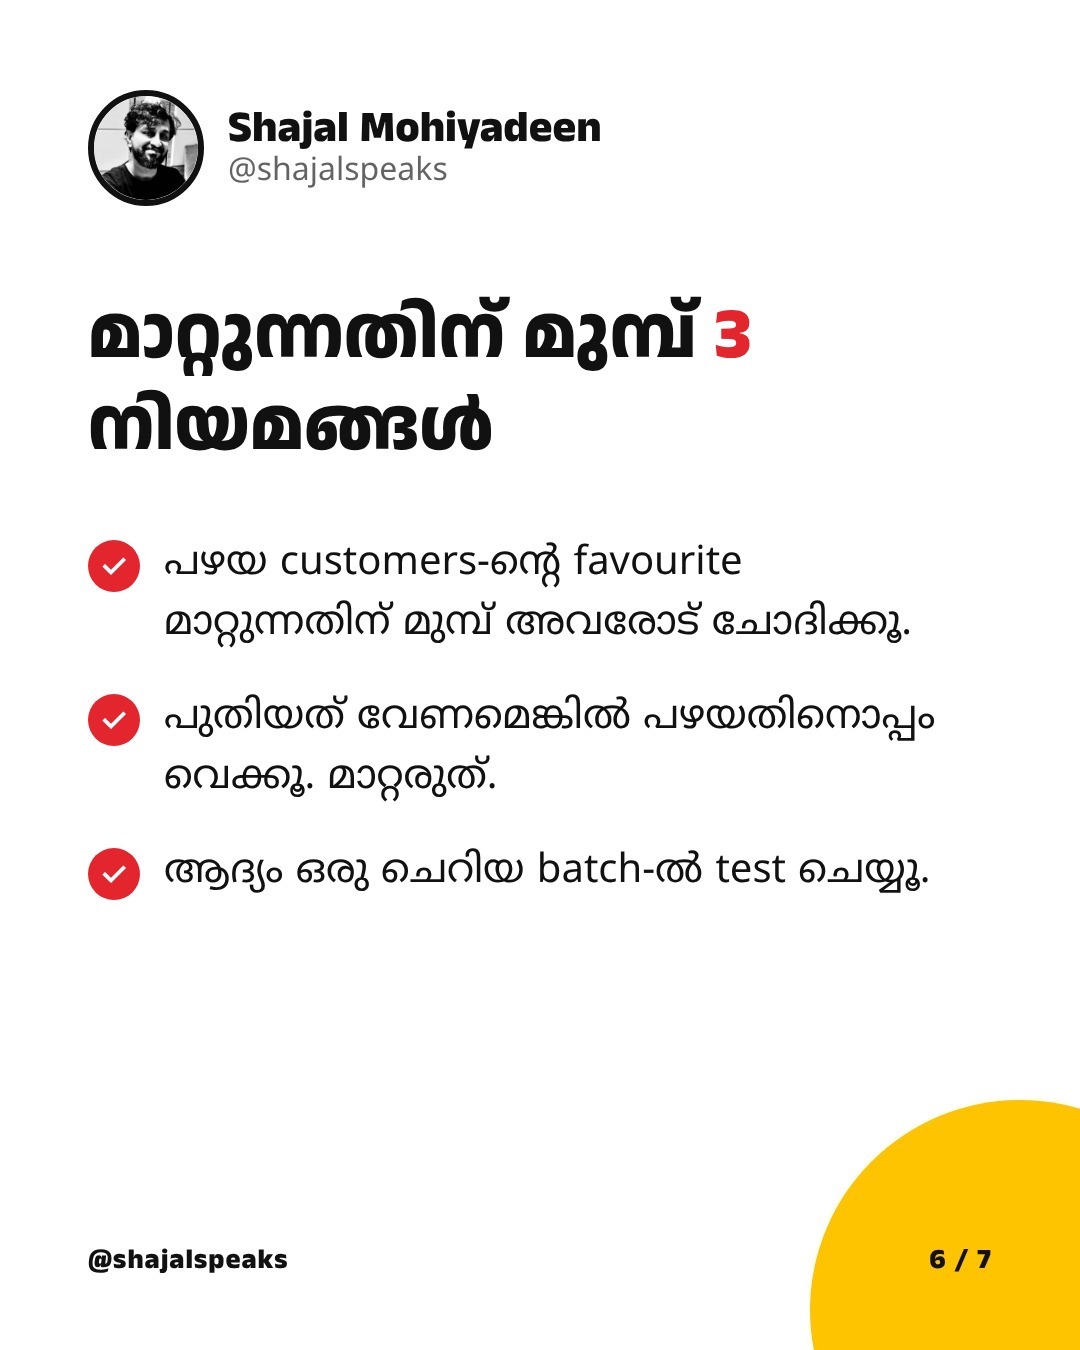 Shajal Mohiyadeen
@shajalspeaks
മാറ്റുന്നതിന് മുമ്പ് 3
നിയമങ്ങൾ
പഴയ customers-ന്റെ favourite
മാറ്റുന്നതിന് മുമ്പ് അവരോട് ചോദിക്കൂ.
പുതിയത് വേണമെങ്കിൽ പഴയതിനൊപ്പം
വെക്കൂ. മാറ്റരുത്.
ആദ്യം ഒരു ചെറിയ batch-ൽ test ചെയ്യൂ.
@shajalspeaks
6 / 7